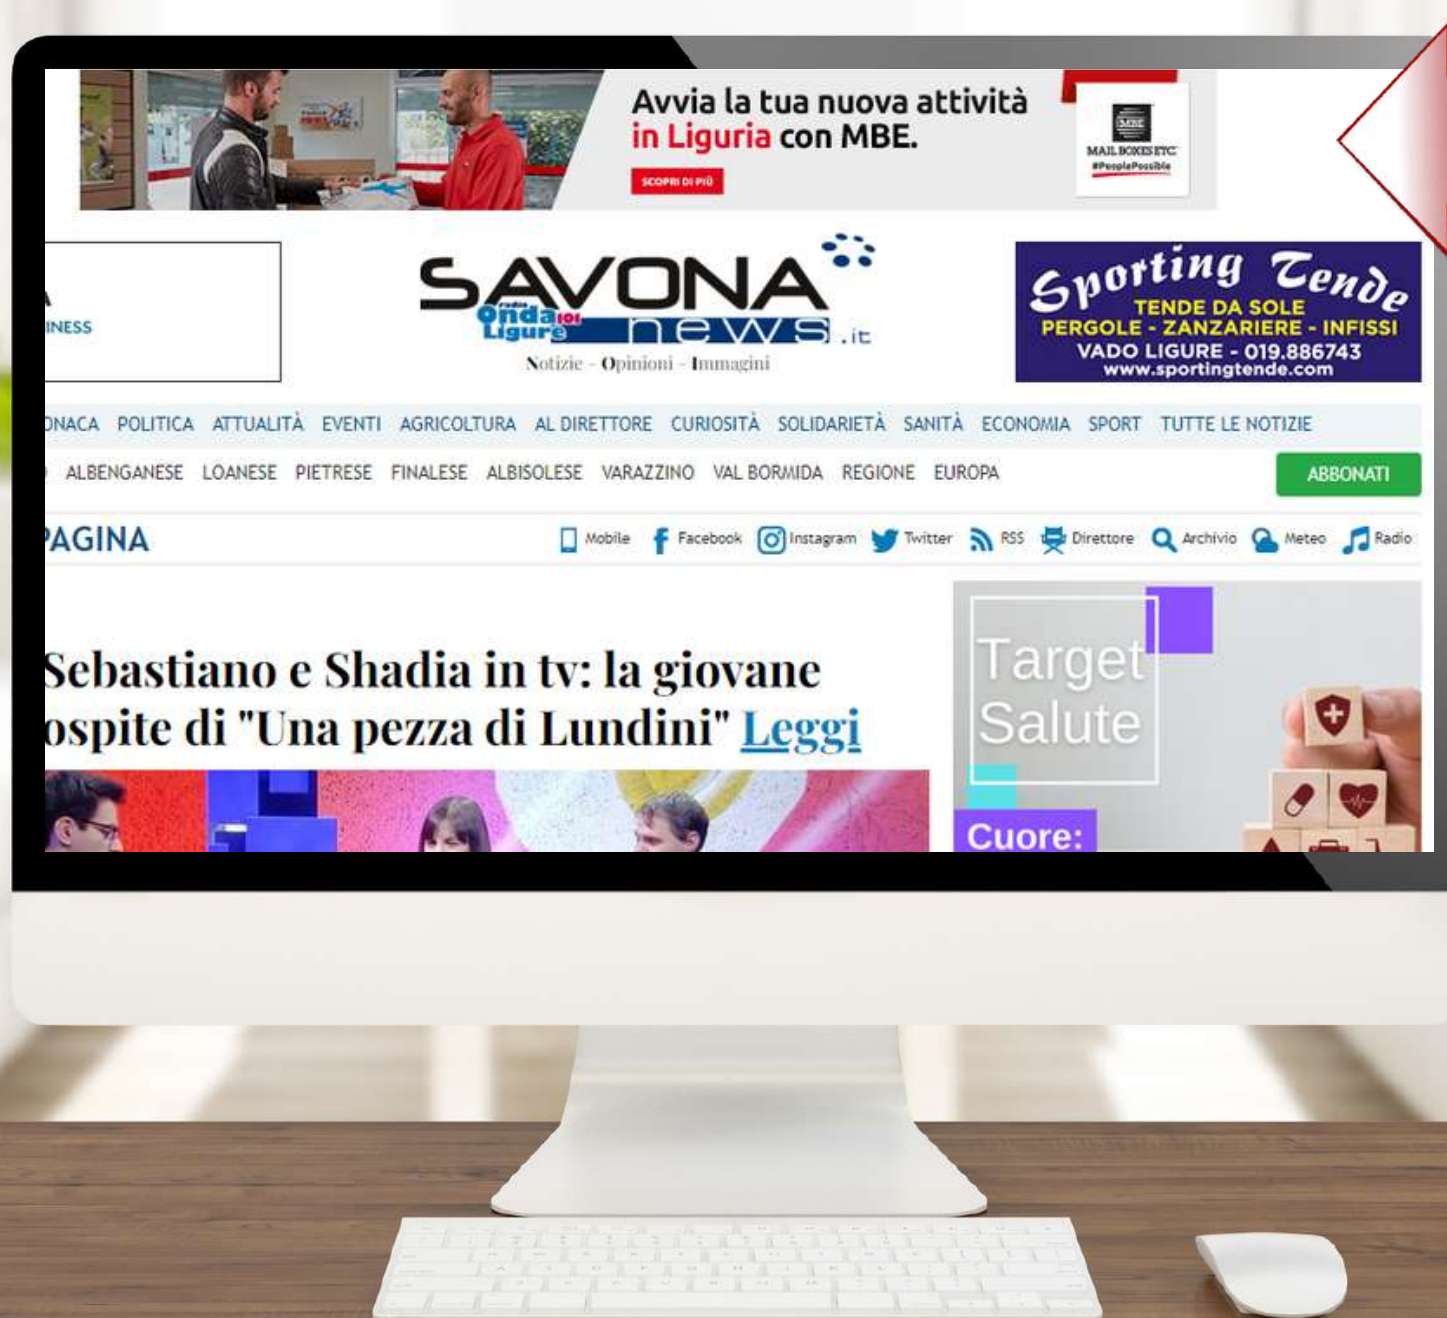 Avvia la tua nuova attività
in Liguria con MBE.
SCOPRI DI PIÙ
MBE
MAIL BOXES ETC.
#PeoplePossible
INESS
SAVONA
radio
Onda 101
Ligure
news.it
Notizie - Opinioni - Immagini
Sporting Tende
TENDE DA SOLE
PERGOLE - ZANZARIERE - INFISSI
VADO LIGURE - 019.886743
www.sportingtende.com
ONACA POLITICA ATTUALITÀ EVENTI AGRICOLTURA AL DIRETTORE CURIOSITÀ SOLIDARIETÀ SANITÀ ECONOMIA SPORT TUTTE LE NOTIZIE
ALBENGANESE LOANESE PIETRESE FINALESE ALBISOLESE VARAZZINO VAL BORMIDA REGIONE EUROPA
ABBONATI
PAGINA
Mobile Facebook Instagram Twitter RSS Direttore Archivio Meteo Radio
Sebastiano e Shadia in tv: la giovane
ospite di "Una pezza di Lundini" Leggi
Target
Salute
Cuore: